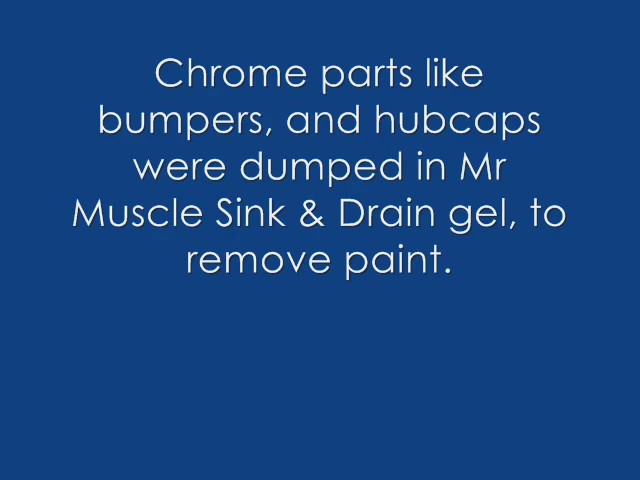 Chrome parts like
bumpers, and hubcaps
were dumped in Mr
Muscle Sink & Drain gel, to
remove paint.